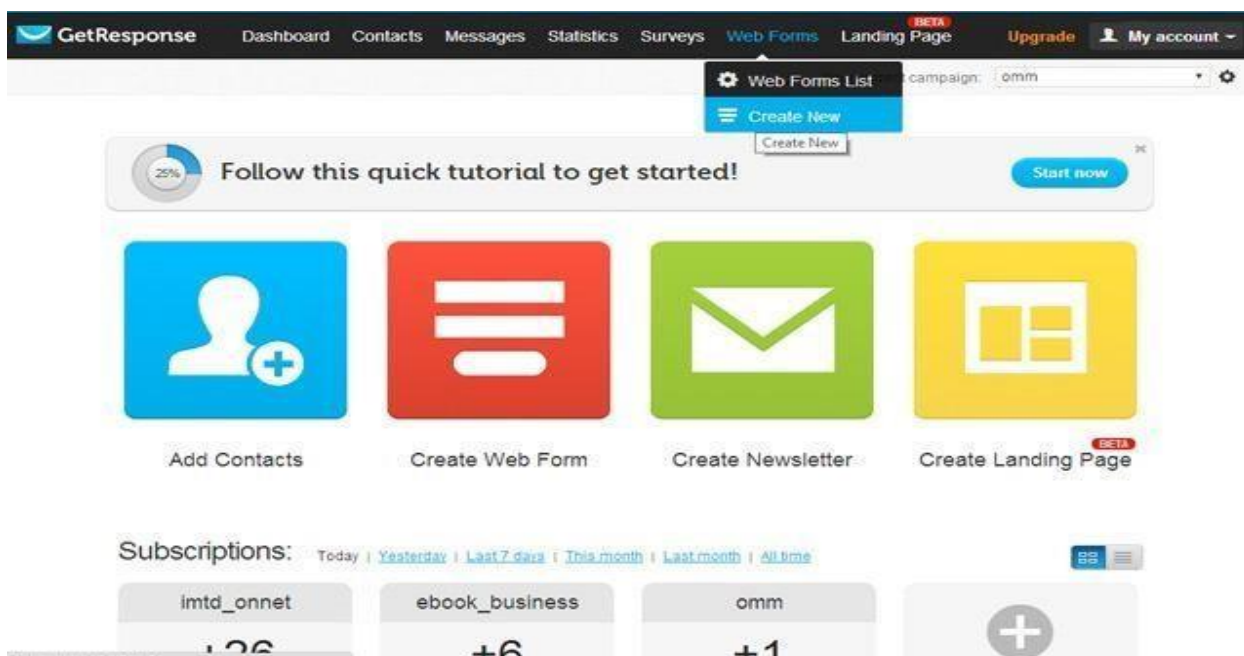 GetResponse Dashboard Contacts Messages Statistics Surveys Web Forms Landing Page BETA Upgrade My account
Web Forms List campaign: omm
Create New
Create New
25% Follow this quick tutorial to get started! Start now
Add Contacts Create Web Form Create Newsletter Create Landing Page BETA
Subscriptions: Today | Yesterday | Last 7 days | This month | Last month | All time
imtd_onnet ebook_business omm
+26 +6 +1